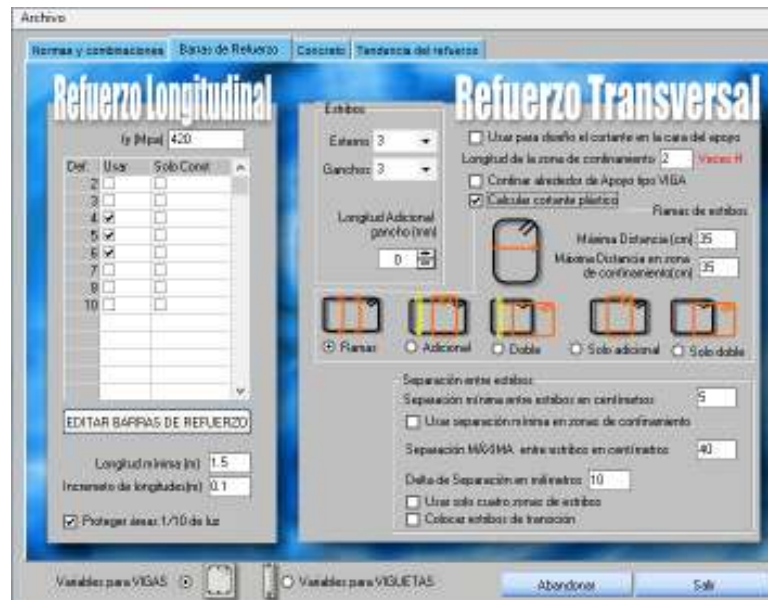 Archivo
Normas y combinaciones Barras de Refuerzo Concreto Tendencia del refuerzo
Refuerzo Longitudinal
fy (Mpa) 420
Def. Usar Solo Const
2
3
4
5
6
7
8
10
EDITAR BARRAS DE REFUERZO
Longitud mínima (m) 1.5
Incremeto de longitudes(m) 0.1
Proteger áreas 1/10 de luz
Refuerzo Transversal
Estribos
Externo 3
Ganchos 3
Longitud Adicional
gancho (mm)
0
Usar para diseño el cortante en la cara del apoyo
Longitud de la zona de confinamiento 2 Veces H
Confinar alrededor de Apoyo tipo VIGA
Calcular cortante plástico
Ramas de estribos
Máxima Distancia (cm) 35
Máxima Distancia en zona
de confinamiento(cm) 35
Ramas Adicional Doble Solo adicional Solo doble
Separación entre estribos
Separación mínima entre estribos en centímetros 5
Usar separación mínima en zonas de confinamiento
Separación MÁXIMA entre estribos en centímetros 40
Delta de Separación en milímetros 10
Usar solo cuatro zonas de estribos
Colocar estribos de transición
Variables para VIGAS Variables para VIGUETAS Abandonar Salir